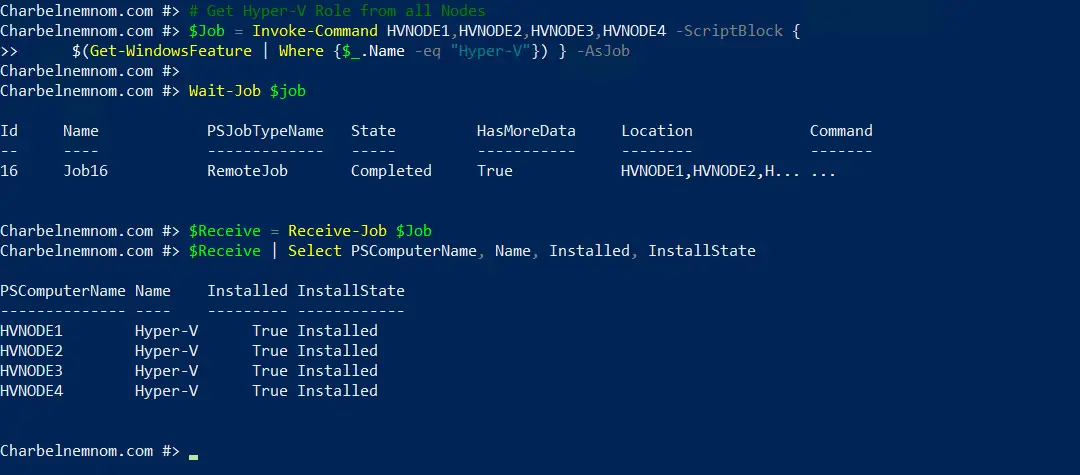 Charbelnemnom.com #> # Get Hyper-V Role from all Nodes
Charbelnemnom.com #> $Job = Invoke-Command HVNODE1,HVNODE2,HVNODE3,HVNODE4 -ScriptBlock {
>>      $(Get-WindowsFeature | Where {$_.Name -eq "Hyper-V"}) } -AsJob
Charbelnemnom.com #>
Charbelnemnom.com #> Wait-Job $job
Id     Name            PSJobTypeName   State         HasMoreData     Location             Command
--     ----            -------------   -----         -----------     --------             -------
16     Job16           RemoteJob       Completed     True            HVNODE1,HVNODE2,H... ...
Charbelnemnom.com #> $Receive = Receive-Job $Job
Charbelnemnom.com #> $Receive | Select PSComputerName, Name, Installed, InstallState
PSComputerName Name    Installed InstallState
-------------- ----    --------- ------------
HVNODE1        Hyper-V      True Installed
HVNODE2        Hyper-V      True Installed
HVNODE3        Hyper-V      True Installed
HVNODE4        Hyper-V      True Installed
Charbelnemnom.com #>